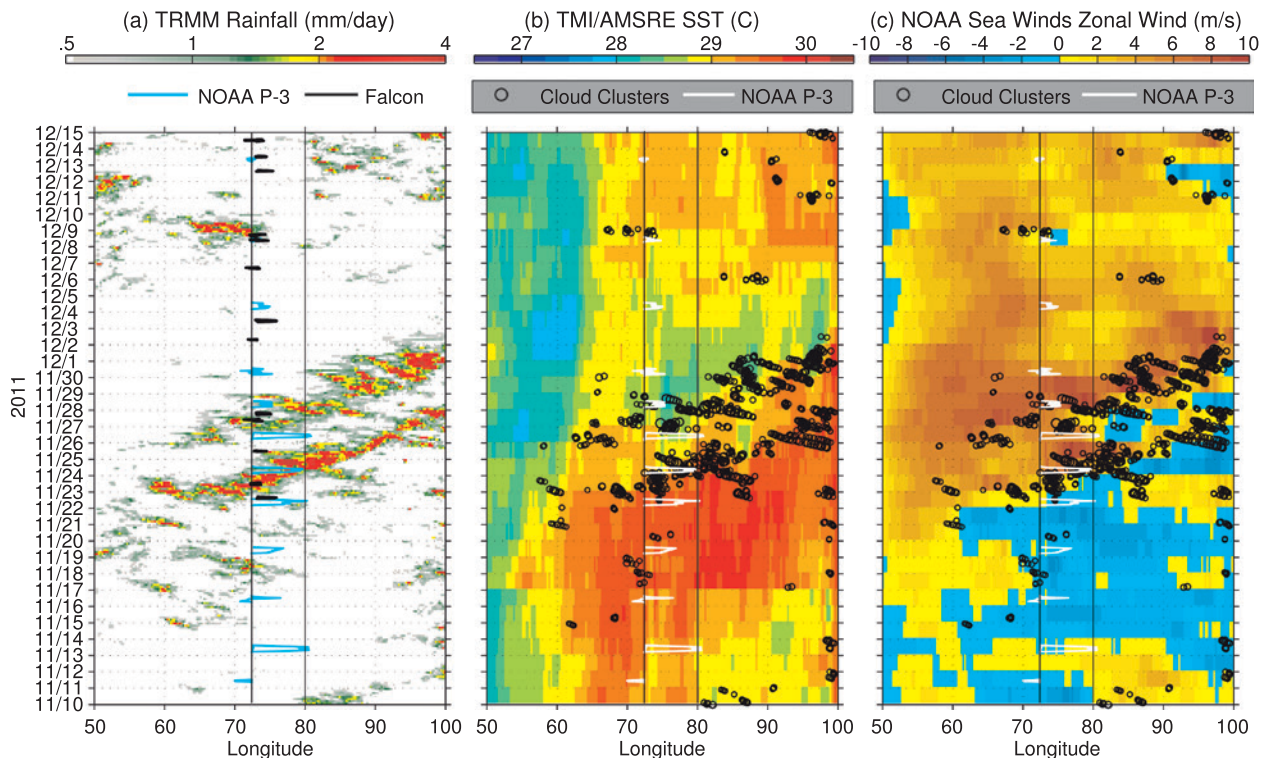 (a) TRMM Rainfall (mm/day)
.5 1 2 4
NOAA P-3 Falcon
(b) TMI/AMSRE SST (C)
27 28 29 30
Cloud Clusters NOAA P-3
(c) NOAA Sea Winds Zonal Wind (m/s)
-10 -8 -6 -4 -2 0 2 4 6 8 10
Cloud Clusters NOAA P-3
2011
12/15
12/14
12/13
12/12
12/11
12/10
12/9
12/8
12/7
12/6
12/5
12/4
12/3
12/2
12/1
11/30
11/29
11/28
11/27
11/26
11/25
11/24
11/23
11/22
11/21
11/20
11/19
11/18
11/17
11/16
11/15
11/14
11/13
11/12
11/11
11/10
50 60 70 80 90 100
Longitude
50 60 70 80 90 100
Longitude
50 60 70 80 90 100
Longitude